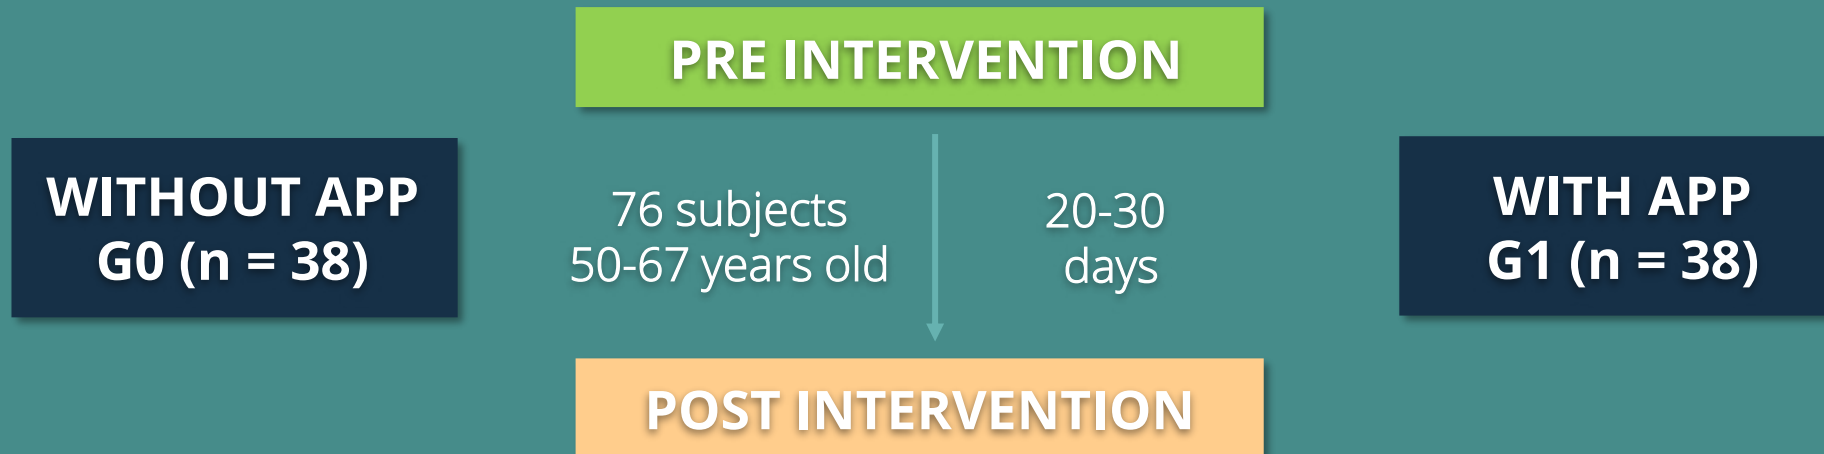 PRE INTERVENTION
WITHOUT APP
G0 (n = 38)
76 subjects
50-67 years old
20-30
days
WITH APP
G1 (n = 38)
POST INTERVENTION